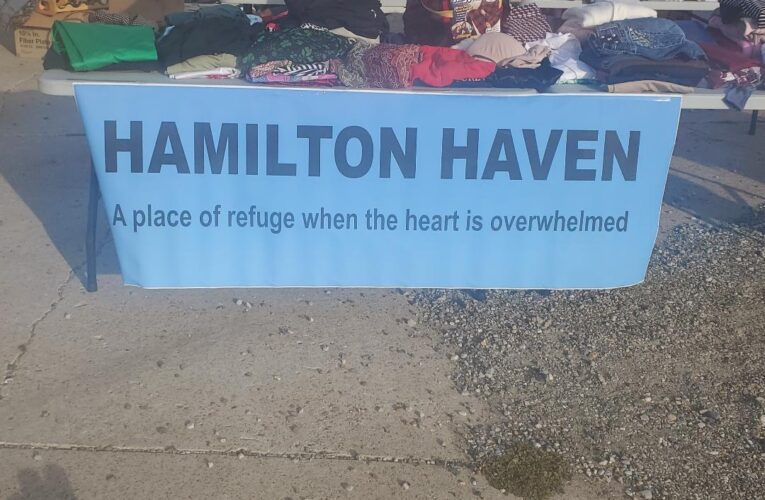 HAMILTON HAVEN
A place of refuge when the heart is overwhelmed